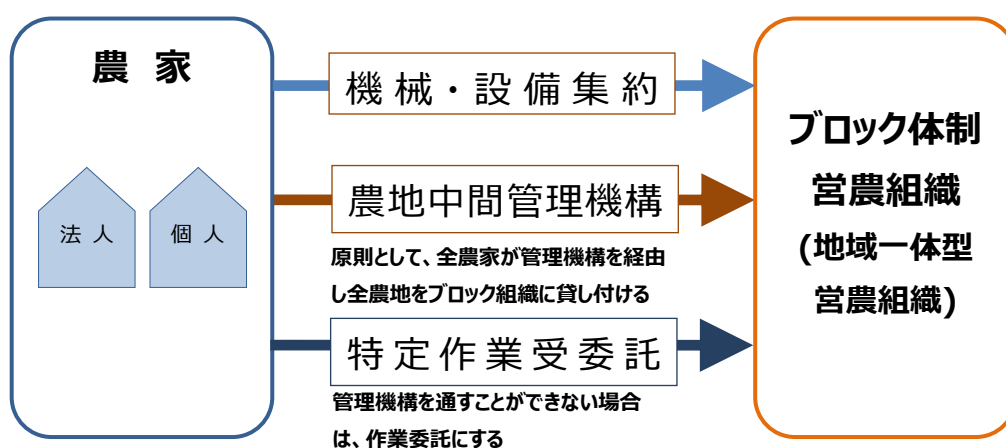 農 家
法 人
個 人
機 械 ・ 設 備 集 約
農地中間管理機構
原則として、全農家が管理機構を経由
し全農地をブロック組織に貸し付ける
特 定 作 業 受 委 託
管理機構を通すことができない場合
は、作業委託にする
ブロック体制
営農組織
(地域一体型
営農組織)